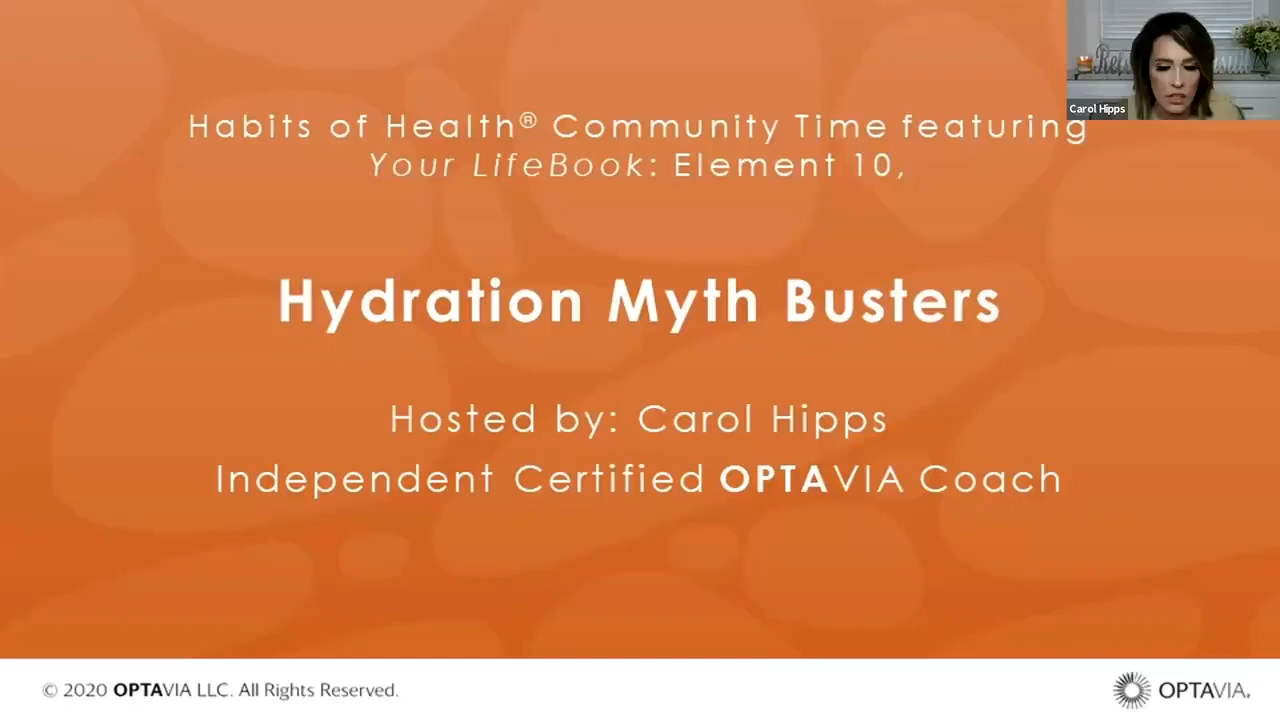 Habits of Health® Community Time featuring
Your LifeBook: Element 10,
Hydration Myth Busters
Hosted by: Carol Hipps
Independent Certified OPTAVIA Coach
Carol Hipps
© 2020 OPTAVIA LLC. All Rights Reserved.
OPTAVIA.